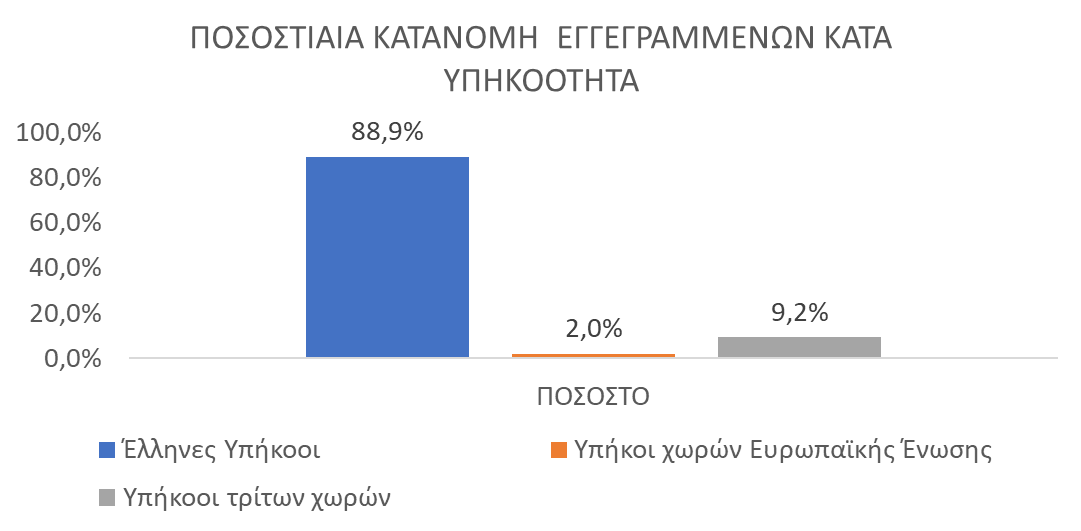 ΠΟΣΟΣΤΙΑΙΑ ΚΑΤΑΝΟΜΗ ΕΓΓΕΓΡΑΜΜΕΝΩΝ ΚΑΤΑ
ΥΠΗΚΟΟΤΗΤΑ
100,0%
80,0%
60,0%
40,0%
20,0%
0,0%
88,9%
2,0%
9,2%
ΠΟΣΟΣΤΟ
Έλληνες Υπήκοοι
Υπήκοι χωρών Ευρωπαϊκής Ένωσης
Υπήκοοι τρίτων χωρών